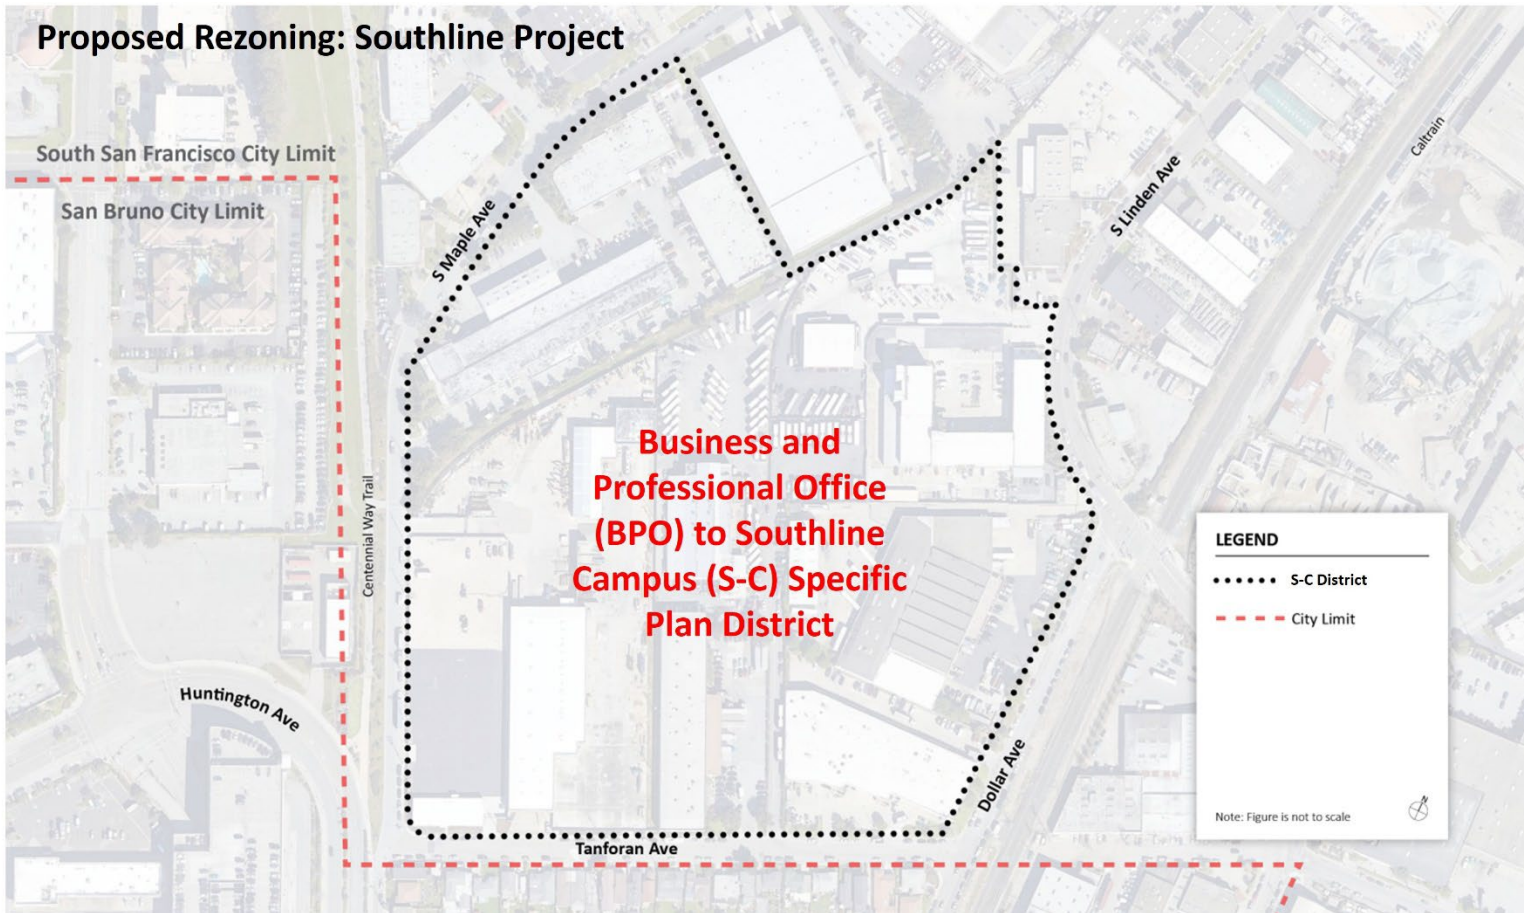 Proposed Rezoning: Southline Project
South San Francisco City Limit
San Bruno City Limit
S Maple Ave
S Linden Ave
Caltrain
Centennial Way Trail
Business and
Professional Office
(BPO) to Southline
Campus (S-C) Specific
Plan District
Huntington Ave
Dollar Ave
Tanforan Ave
LEGEND
S-C District
City Limit
Note: Figure is not to scale
N